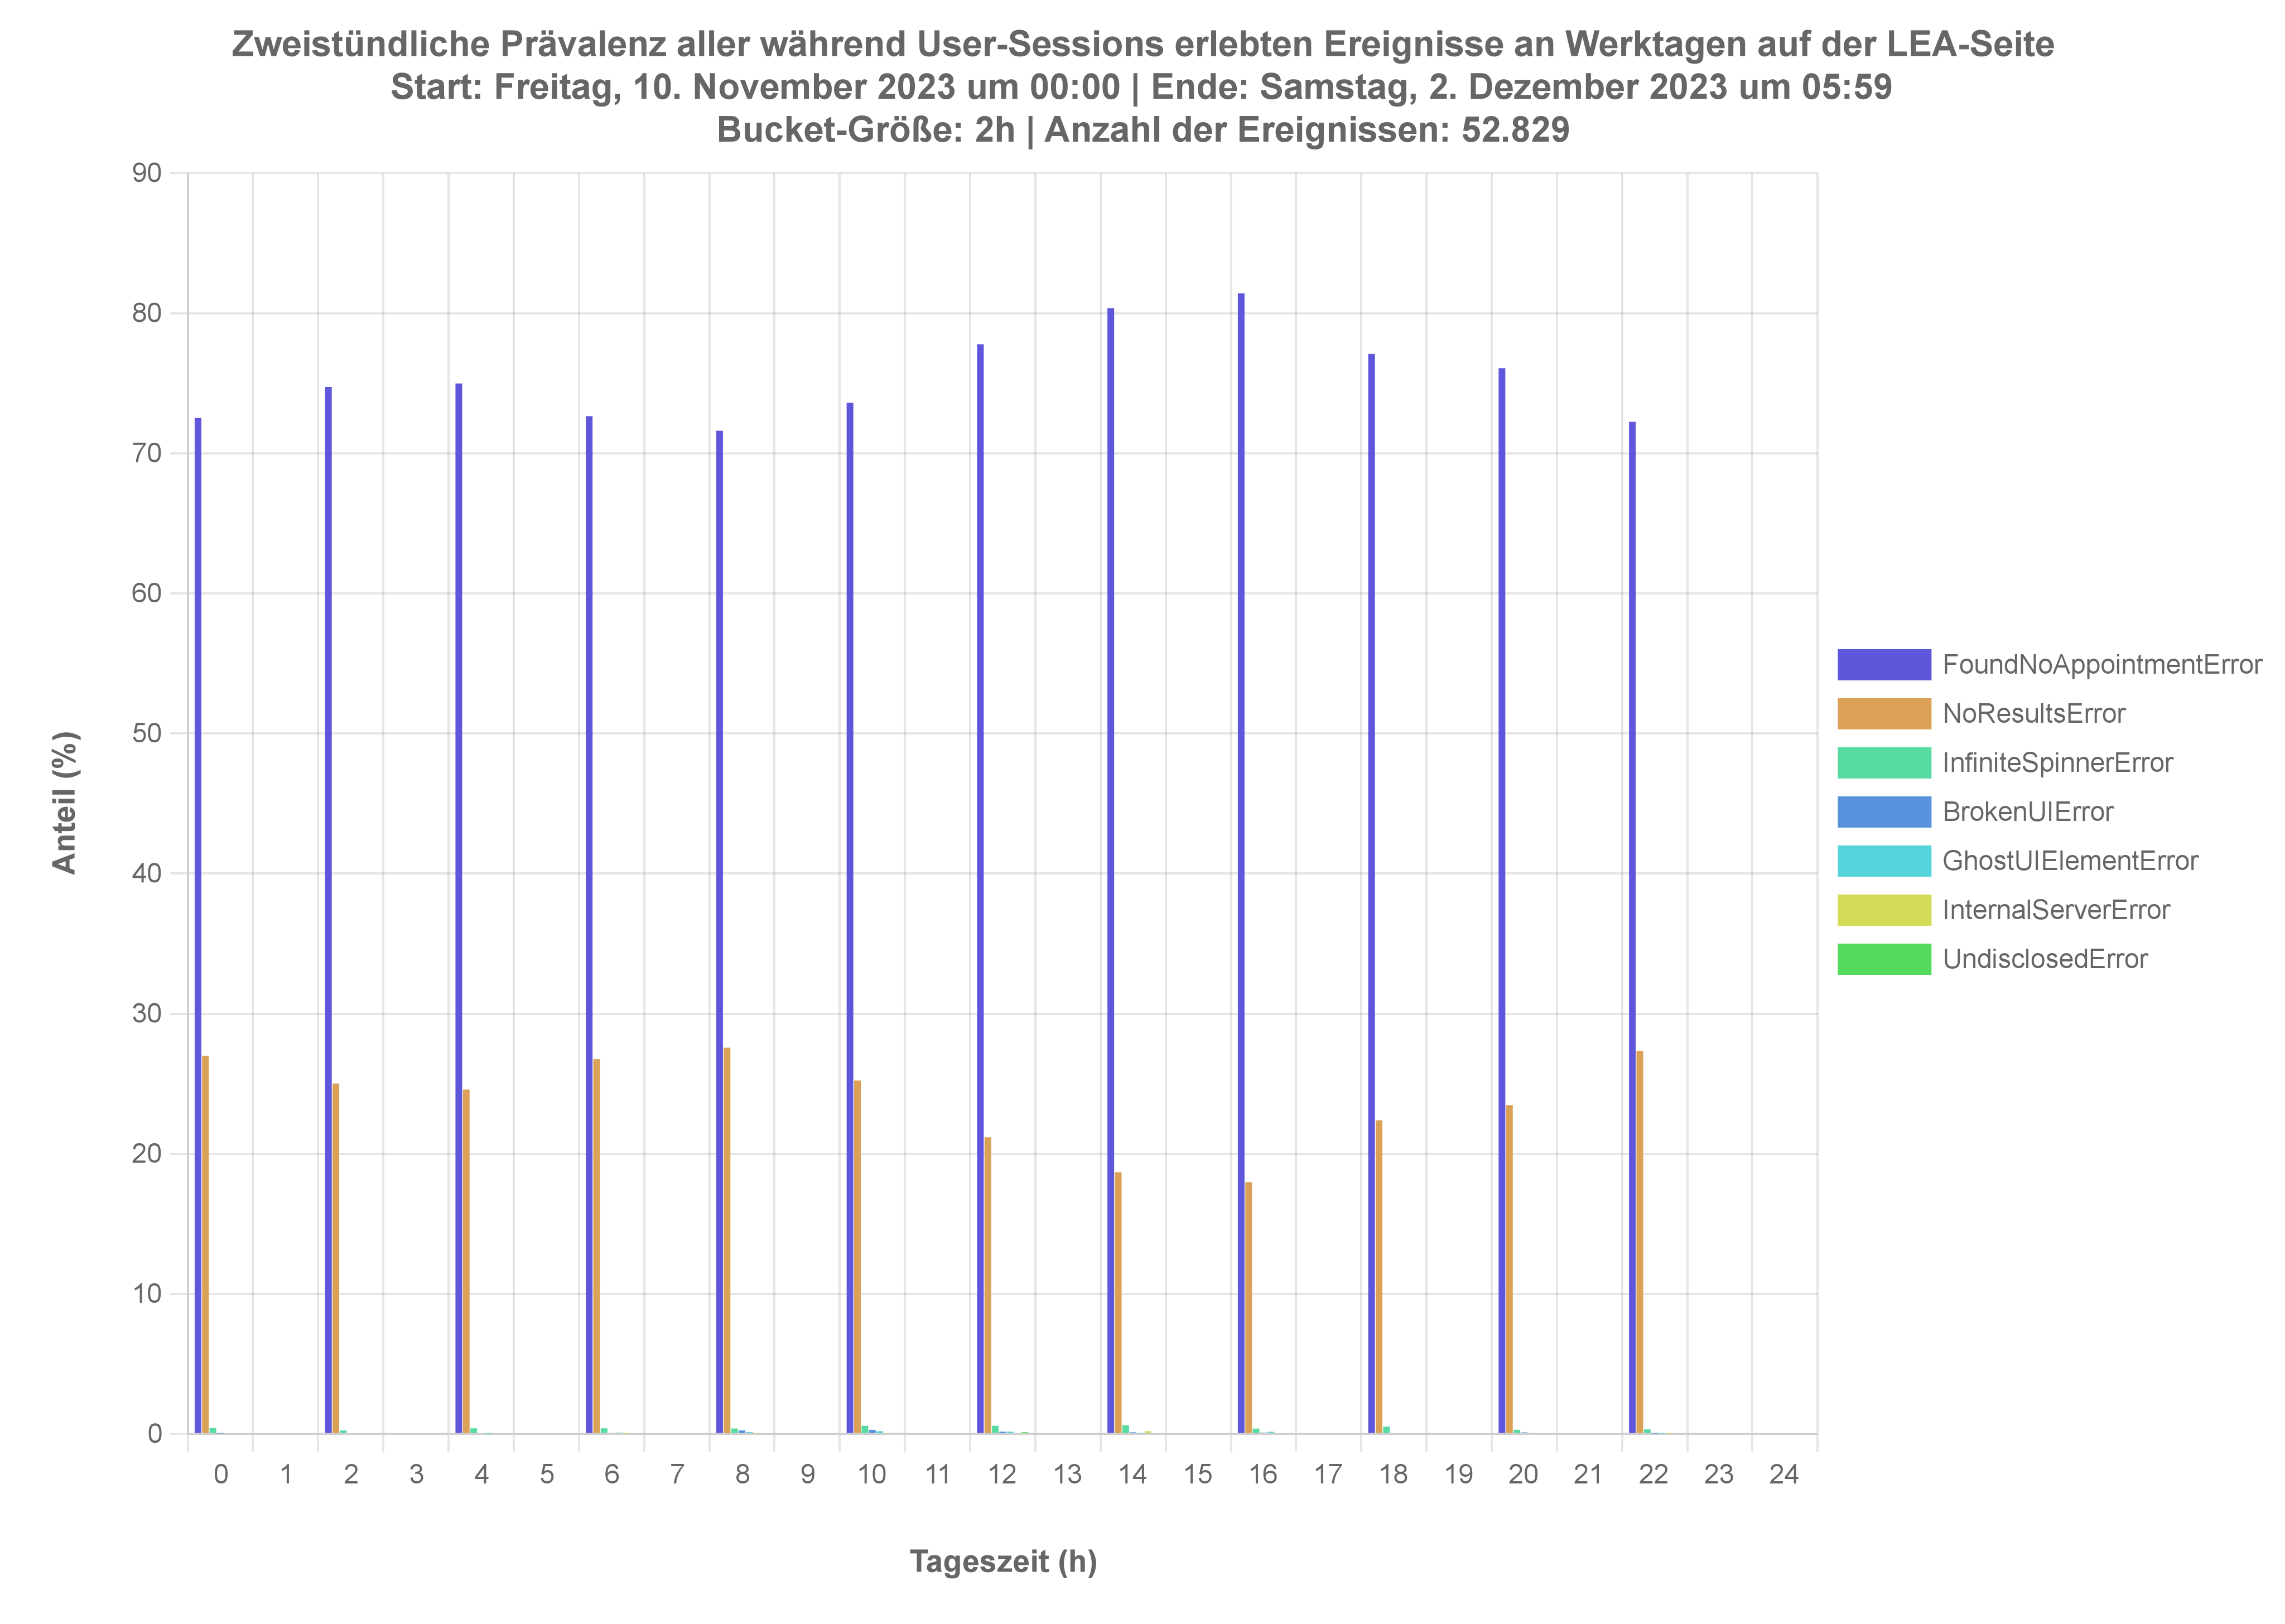 Zweistündliche Prävalenz aller während User-Sessions erlebten Ereignisse an Werktagen auf der LEA-Seite
Start: Freitag, 10. November 2023 um 00:00 | Ende: Samstag, 2. Dezember 2023 um 05:59
Bucket-Größe: 2h | Anzahl der Ereignissen: 52.829
90
80
70
60
50
40
30
20
10
0
Anteil (%)
0 1 2 3 4 5 6 7 8 9 10 11 12 13 14 15 16 17 18 19 20 21 22 23 24
Tageszeit (h)
FoundNoAppointmentError
NoResultsError
InfiniteSpinnerError
BrokenUIError
GhostUIElementError
InternalServerError
UndisclosedError